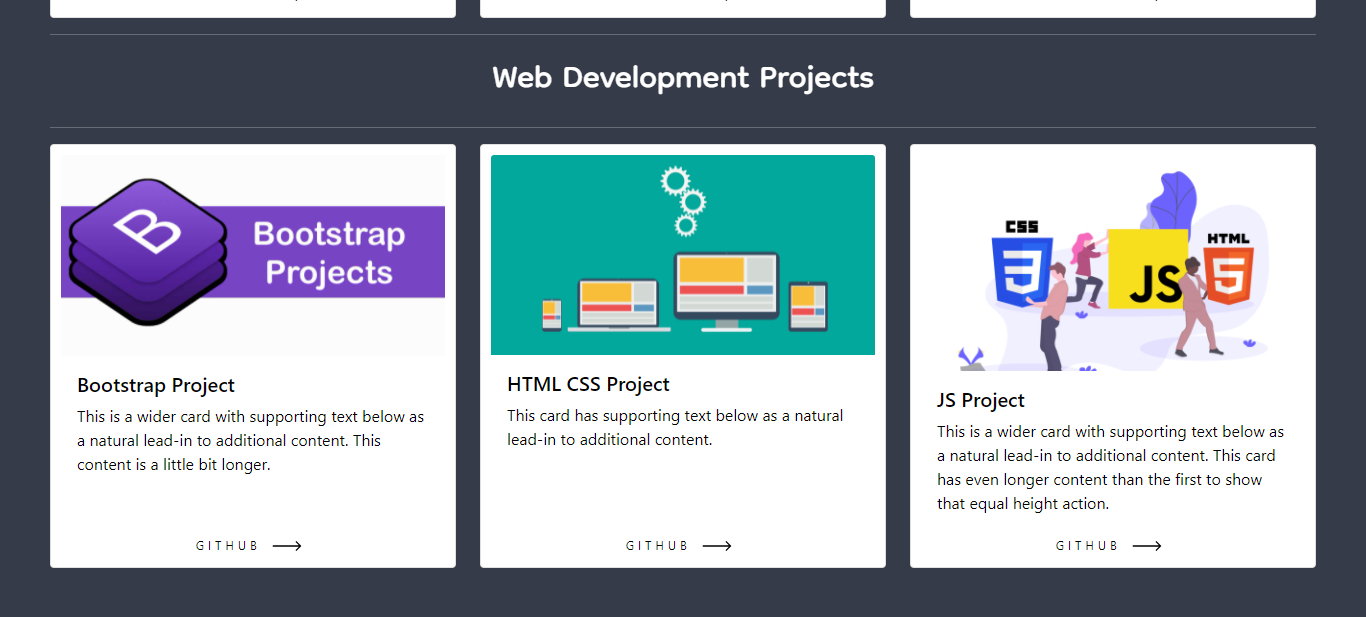 Web Development Projects
Bootstrap
Projects
Bootstrap Project
This is a wider card with supporting text below as
a natural lead-in to additional content. This
content is a little bit longer.
GITHUB
HTML CSS Project
This card has supporting text below as a natural
lead-in to additional content.
GITHUB
CSS
JS
HTML
JS Project
This is a wider card with supporting text below as
a natural lead-in to additional content. This card
has even longer content than the first to show
that equal height action.
GITHUB